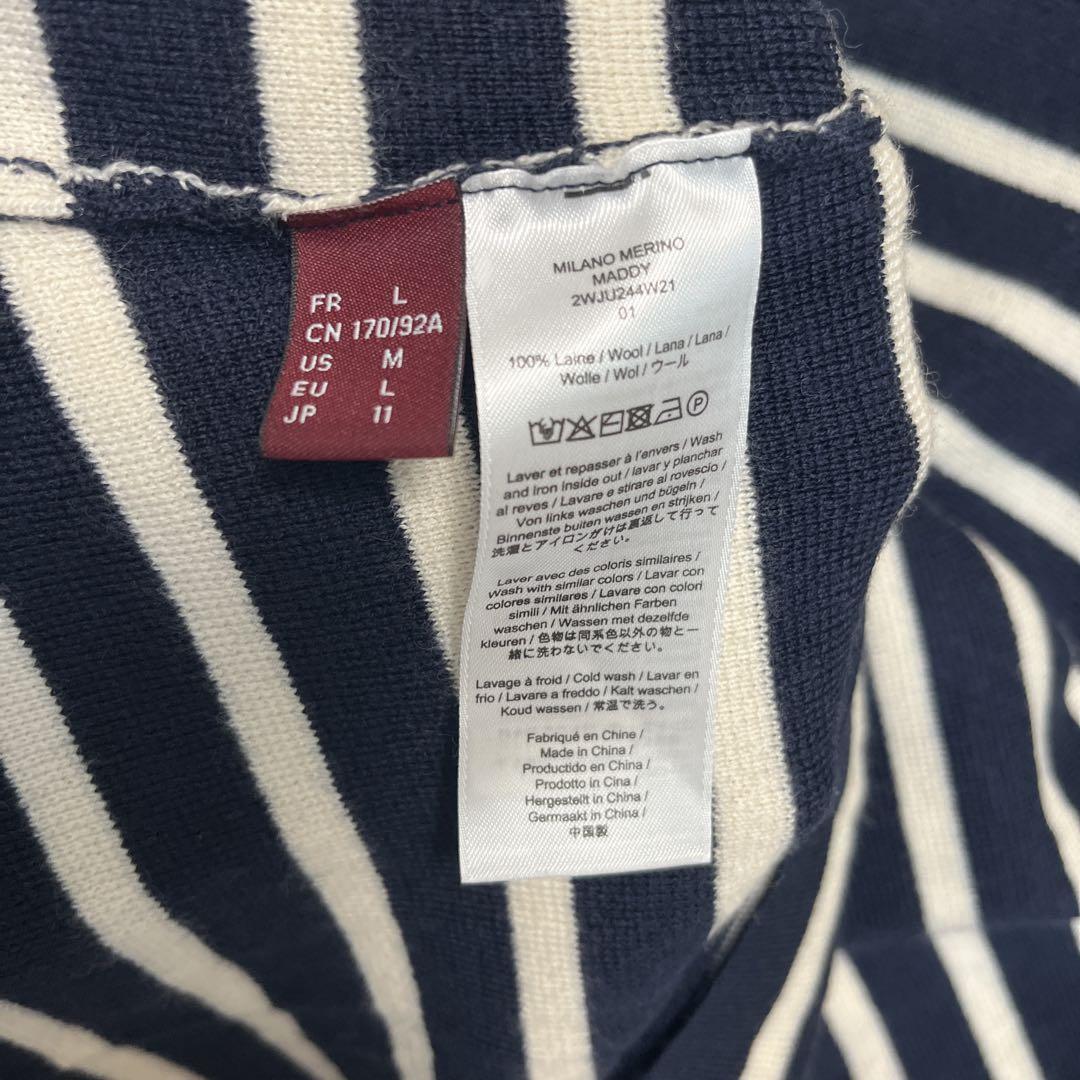 FR L
CN 170/92A
US M
EU L
JP 11
MILANO MERINO
MADDY
2WJU244W21
01
100% Laine / Wool / Lana / Lana /
Wolle / Wol / ウール
P
Laver et repasser à l'envers / Wash
and iron inside out / lavar y planchar
al reves / Lavare e stirare al rovescio /
Von links waschen und bügeln /
Binnenste buiten wassen en strijken /
洗濯とアイロンがけは裏返して行って
ください。
Laver avec des coloris similaires /
Wash with similar colors / Lavar con
colores similares / Lavare con colori
simili / Mit ähnlichen Farben
waschen / Wassen met dezelfde
kleuren / 色物は同系色以外の物と一
緒に洗わないでください。
Lavage à froid / Cold wash / Lavar en
frio / Lavare a freddo / Kalt waschen /
Koud wassen / 常温で洗う。
Fabriqué en Chine /
Made in China /
Productido en China /
Prodotto in Cina /
Hergestellt in China /
Germaakt in China /
中国製